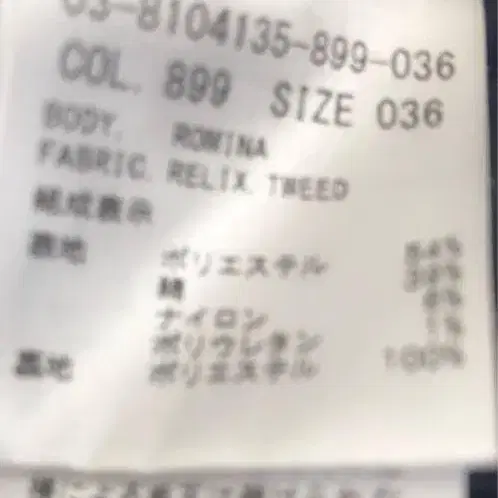 03-8104135-899-036
COL. 899 SIZE 036
BODY. ROMINA
FABRIC. RELIX TWEED
組成表示
表地 ポリエステル
綿
ナイロン
ポリウレタン 1%
裏地 ポリエステル 100%